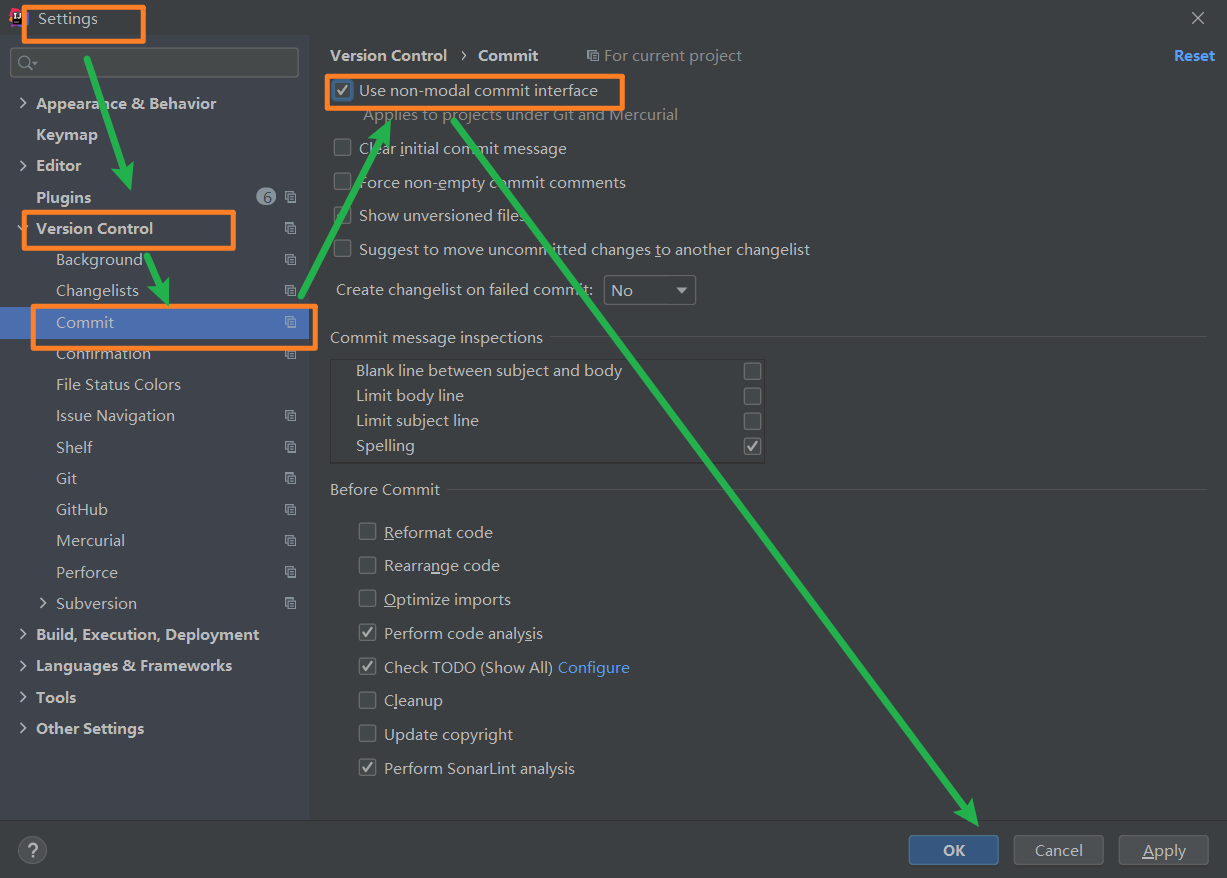 Settings
Appearance & Behavior
Keymap
Editor
Plugins 6
Version Control
Background
Changelists
Commit
Confirmation
File Status Colors
Issue Navigation
Shelf
Git
GitHub
Mercurial
Perforce
Subversion
Build, Execution, Deployment
Languages & Frameworks
Tools
Other Settings
Version Control › Commit For current project Reset
Use non-modal commit interface
Applies to projects under Git and Mercurial
Clear initial commit message
Force non-empty commit comments
Show unversioned files
Suggest to move uncommitted changes to another changelist
Create changelist on failed commit: No
Commit message inspections
Blank line between subject and body
Limit body line
Limit subject line
Spelling
Before Commit
Reformat code
Rearrange code
Optimize imports
Perform code analysis
Check TODO (Show All) Configure
Cleanup
Update copyright
Perform SonarLint analysis
? OK Cancel Apply